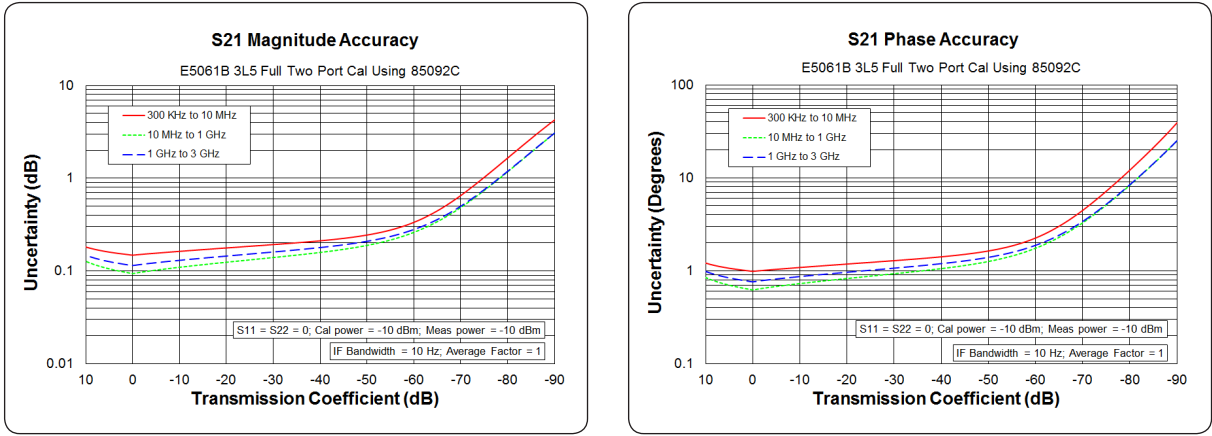 S21 Magnitude Accuracy
E5061B 3L5 Full Two Port Cal Using 85092C
10
1
0.1
0.01
Uncertainty (dB)
300 KHz to 10 MHz
10 MHz to 1 GHz
1 GHz to 3 GHz
S11 = S22 = 0; Cal power = -10 dBm; Meas power = -10 dBm
IF Bandwidth = 10 Hz; Average Factor = 1
10 0 -10 -20 -30 -40 -50 -60 -70 -80 -90
Transmission Coefficient (dB)
S21 Phase Accuracy
E5061B 3L5 Full Two Port Cal Using 85092C
100
10
1
0.1
Uncertainty (Degrees)
300 KHz to 10 MHz
10 MHz to 1 GHz
1 GHz to 3 GHz
S11 = S22 = 0; Cal power = -10 dBm; Meas power = -10 dBm
IF Bandwidth = 10 Hz; Average Factor = 1
10 0 -10 -20 -30 -40 -50 -60 -70 -80 -90
Transmission Coefficient (dB)